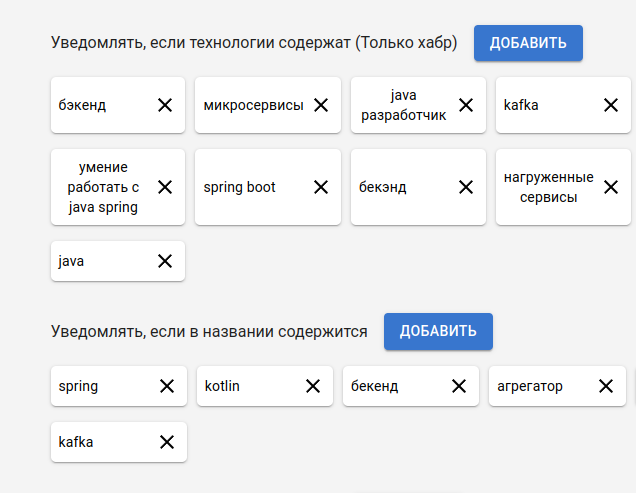 Уведомлять, если технологии содержат (Только хабр) ДОБАВИТЬ
бэкенд
микросервисы
java
разработчик
kafka
умение
работать с
java spring
spring boot
бекэнд
нагруженные
сервисы
java
Уведомлять, если в названии содержится ДОБАВИТЬ
spring
kotlin
бекенд
агрегатор
kafka